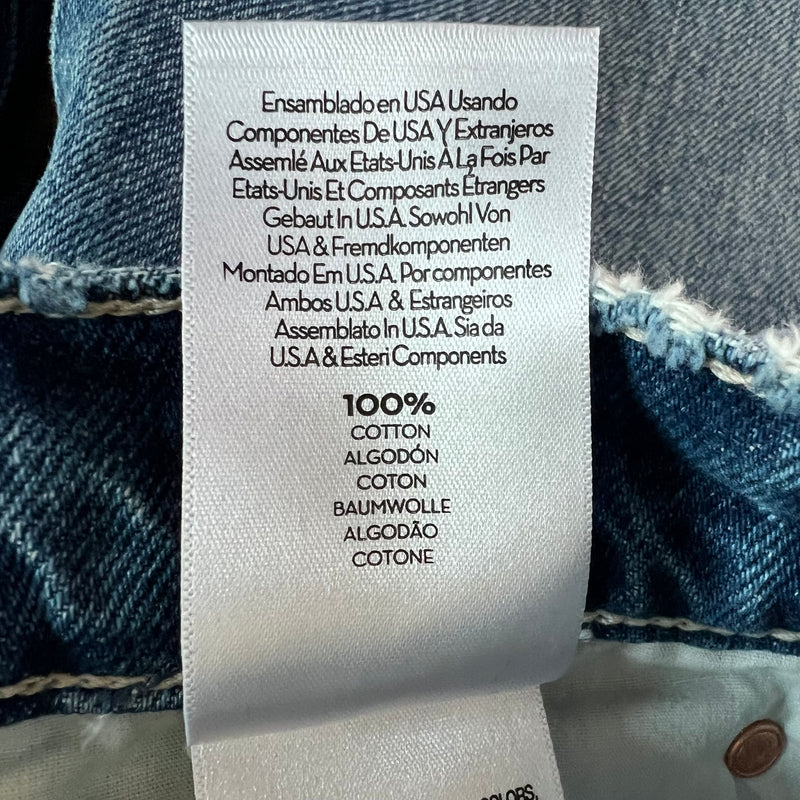 Ensamblado en USA Usando
Componentes De USA Y Extranjeros
Assemlé Aux Etats-Unis À La Fois Par
Etats-Unis Et Composants Étrangers
Gebaut In U.S.A. Sowohl Von
USA & Fremdkomponenten
Montado Em U.S.A. Por componentes
Ambos U.S.A & Estrangeiros
Assemblato In U.S.A. Sia da
U.S.A & Esteri Components
100%
COTTON
ALGODÓN
COTON
BAUMWOLLE
ALGODÃO
COTONE